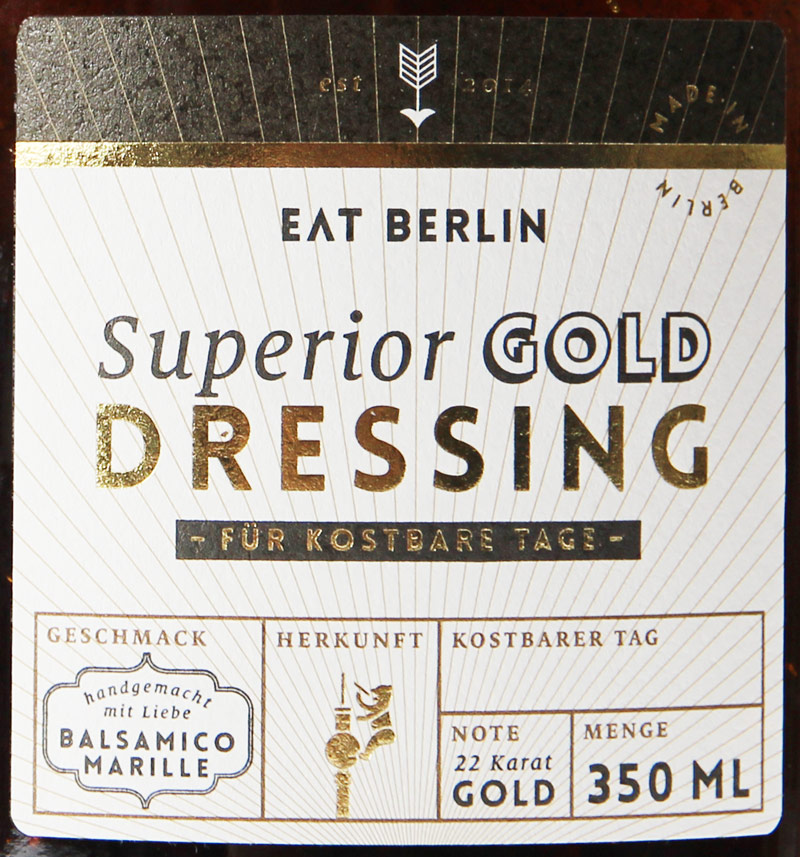 est 2014
MADE·IN
BERLIN
EAT BERLIN
Superior GOLD
DRESSING
- FÜR KOSTBARE TAGE -
GESCHMACK
handgemacht
mit Liebe
BALSAMICO
MARILLE
HERKUNFT
KOSTBARER TAG
NOTE
22 Karat
GOLD
MENGE
350 ML